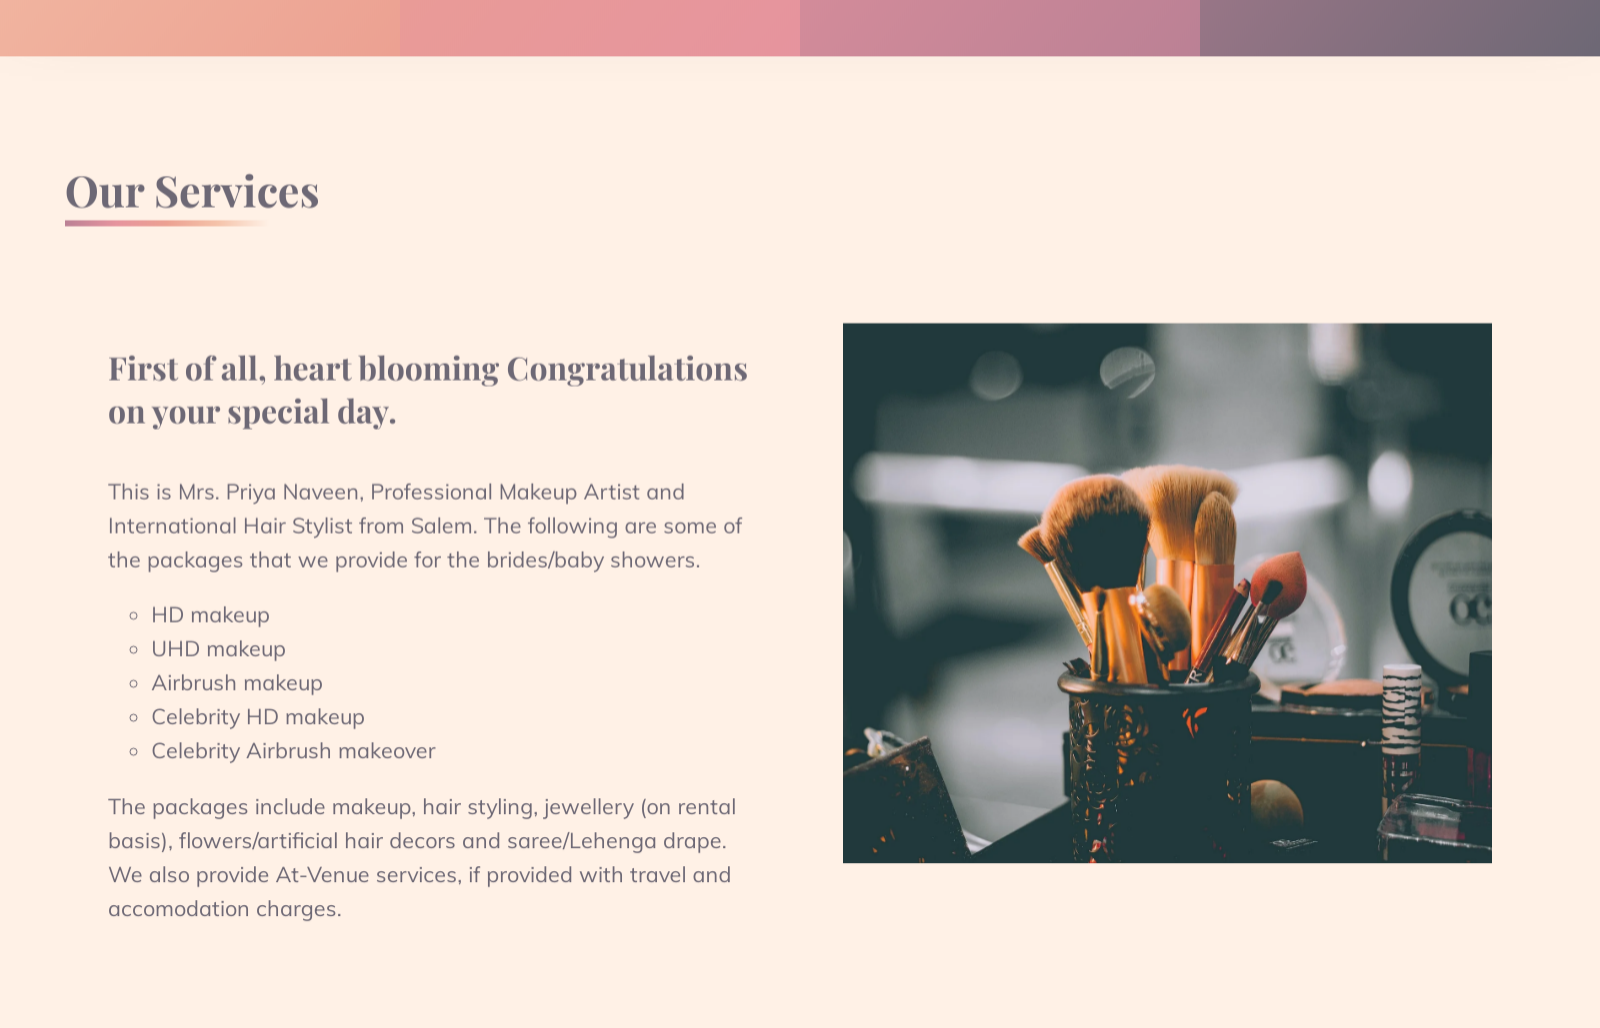 Our Services
First of all, heart blooming Congratulations
on your special day.
This is Mrs. Priya Naveen, Professional Makeup Artist and
International Hair Stylist from Salem. The following are some of
the packages that we provide for the brides/baby showers.
HD makeup
UHD makeup
Airbrush makeup
Celebrity HD makeup
Celebrity Airbrush makeover
The packages include makeup, hair styling, jewellery (on rental
basis), flowers/artificial hair decors and saree/Lehenga drape.
We also provide At-Venue services, if provided with travel and
accomodation charges.